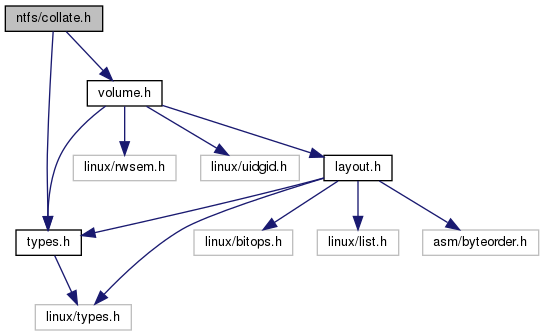 ntfs/collate.h
volume.h
linux/rwsem.h
linux/uidgid.h
layout.h
types.h
linux/bitops.h
linux/list.h
asm/byteorder.h
linux/types.h